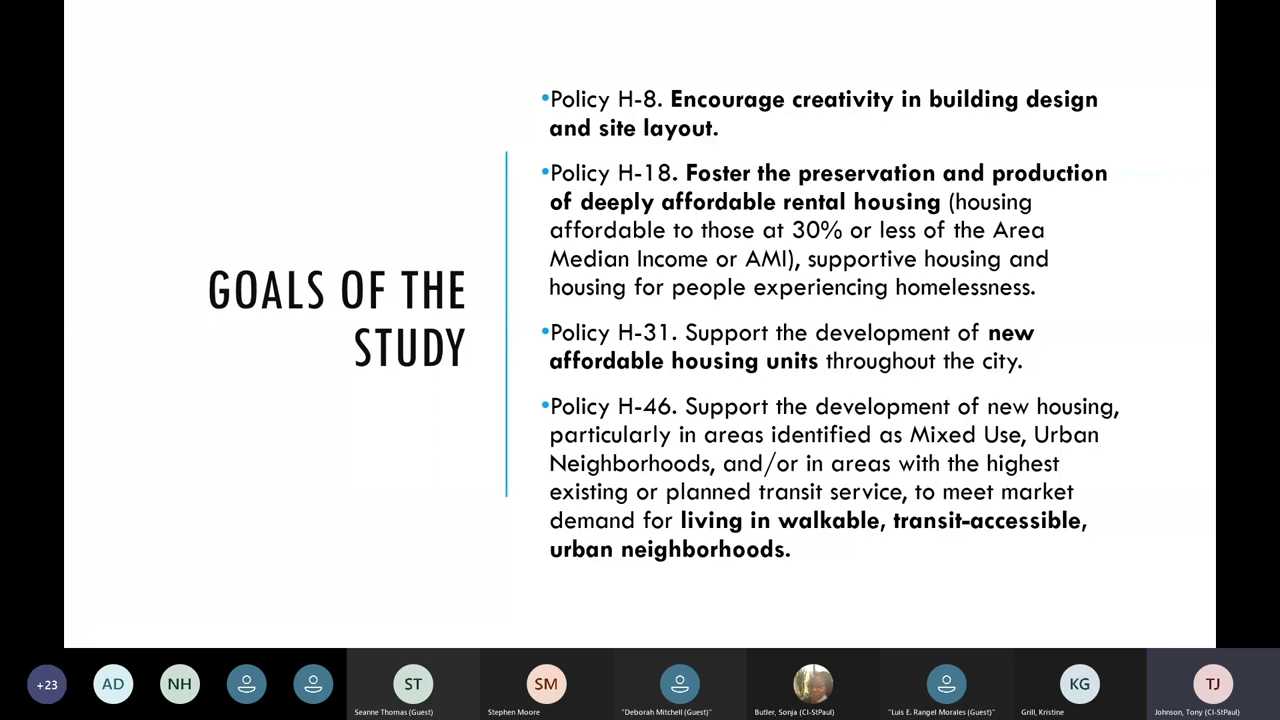 GOALS OF THE
STUDY
•Policy H-8. Encourage creativity in building design
and site layout.
•Policy H-18. Foster the preservation and production
of deeply affordable rental housing (housing
affordable to those at 30% or less of the Area
Median Income or AMI), supportive housing and
housing for people experiencing homelessness.
•Policy H-31. Support the development of new
affordable housing units throughout the city.
•Policy H-46. Support the development of new housing,
particularly in areas identified as Mixed Use, Urban
Neighborhoods, and/or in areas with the highest
existing or planned transit service, to meet market
demand for living in walkable, transit-accessible,
urban neighborhoods.
+23 AD NH ST SM KG TJ
Seanne Thomas (Guest) Stephen Moore "Deborah Mitchell (Guest)" Butler, Sonja (CI-StPaul) "Luis E. Rangel Morales (Guest)" Grill, Kristine Johnson, Tony (CI-StPaul)